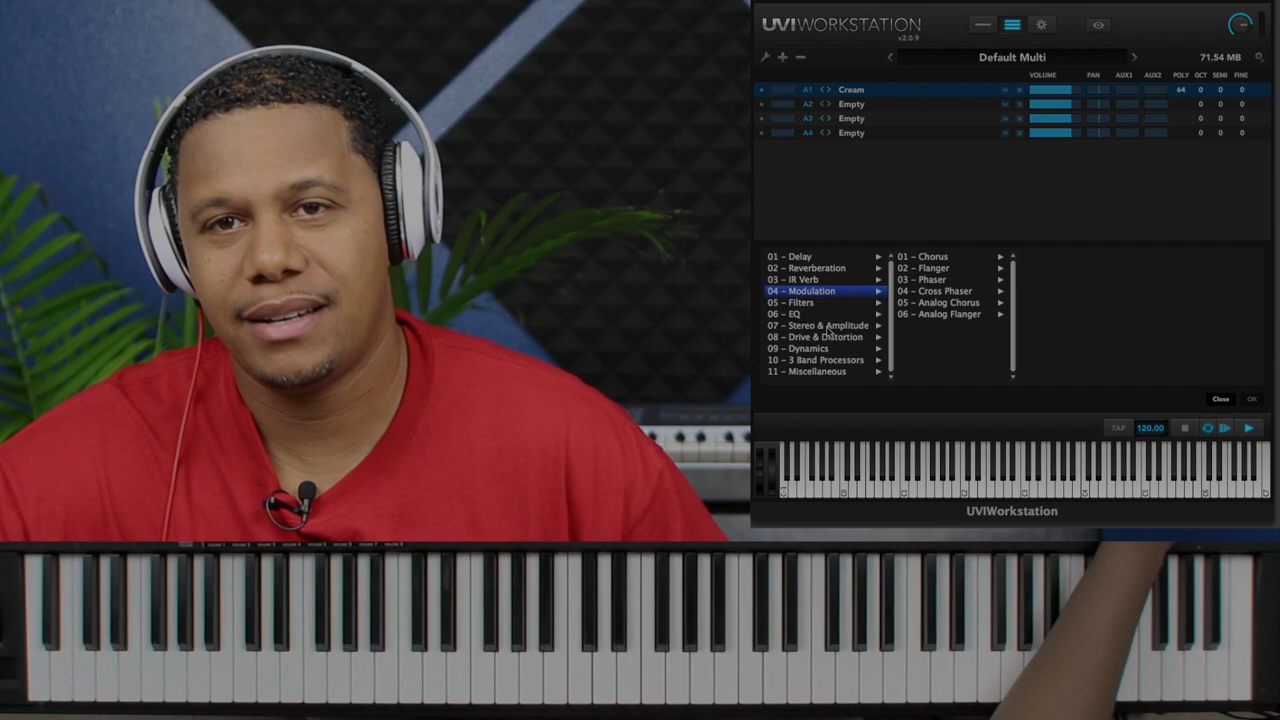 UVIWORKSTATION
v2.0.9
Default Multi 71.54 MB
VOLUME PAN AUX1 AUX2 POLY OCT SEMI FINE
A1 Cream 64 0 0 0
A2 Empty 0 0 0
A3 Empty 0 0 0
A4 Empty 0 0 0
01 - Delay 01 - Chorus
02 - Reverberation 02 - Flanger
03 - IR Verb 03 - Phaser
04 - Modulation 04 - Cross Phaser
05 - Filters 05 - Analog Chorus
06 - EQ 06 - Analog Flanger
07 - Stereo & Amplitude
08 - Drive & Distortion
09 - Dynamics
10 - 3 Band Processors
11 - Miscellaneous
Close OK
TAP 120.00
UVIWorkstation